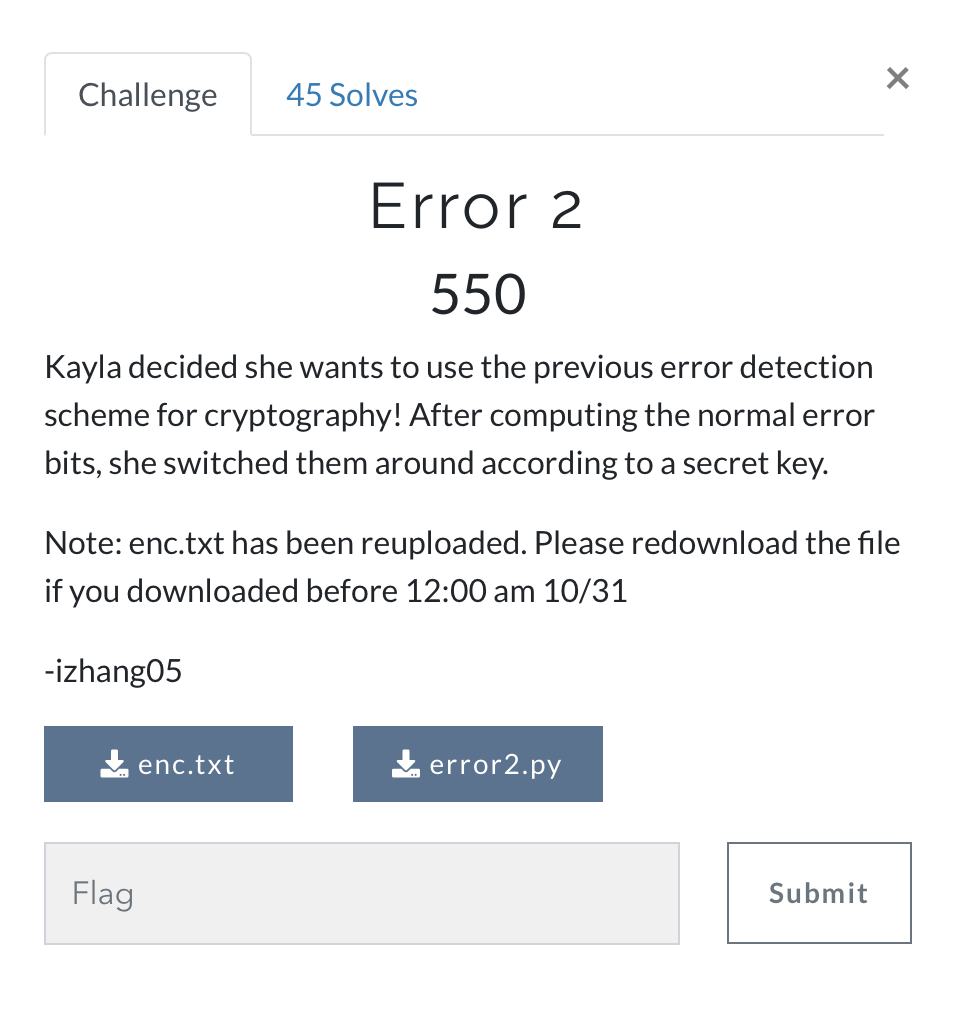 Challenge
45 Solves
×
Error 2
550
Kayla decided she wants to use the previous error detection
scheme for cryptography! After computing the normal error
bits, she switched them around according to a secret key.
Note: enc.txt has been reuploaded. Please redownload the file
if you downloaded before 12:00 am 10/31
-izhang05
enc.txt
error2.py
Flag
Submit